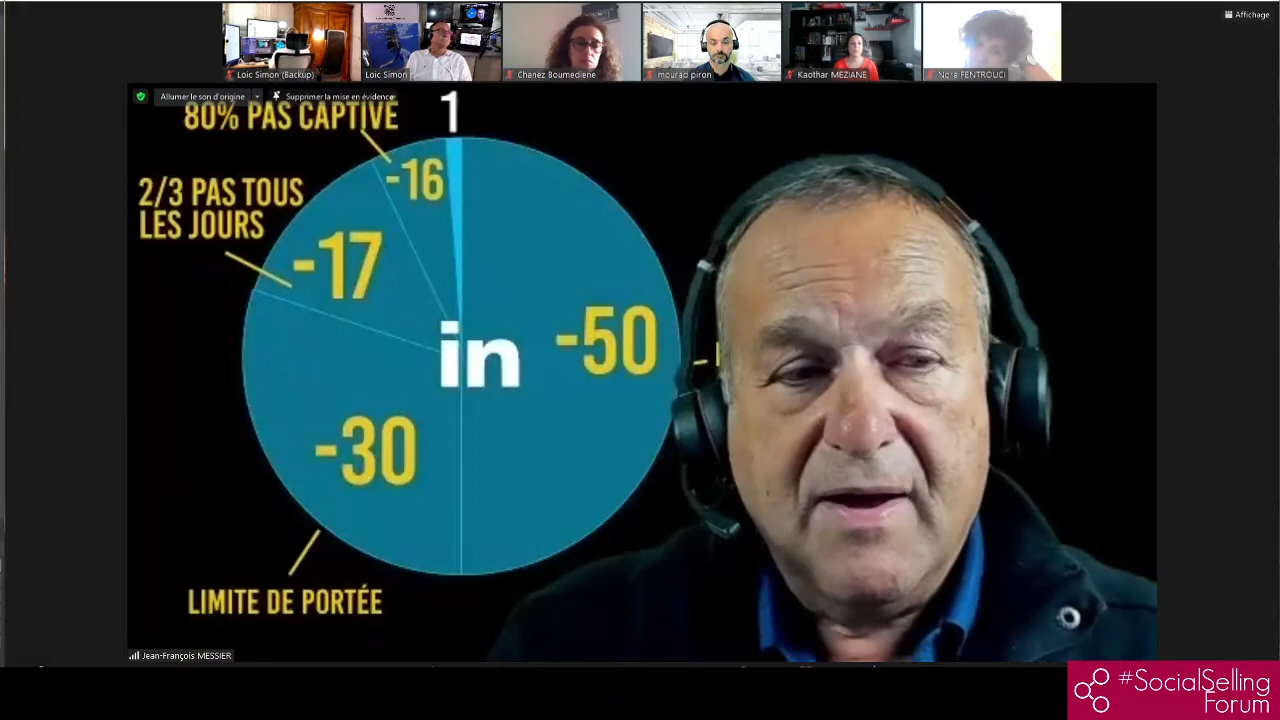 Affichage
Loic Simon (Backup)
Loic Simon
Chanez Boumediene
mourad piron
Kaothar MEZIANE
Nora FENTROUCI
Allumer le son d'origine
Supprimer la mise en évidence
80% PAS CAPTIVE
1
-16
2/3 PAS TOUS
LES JOURS
-17
in
-50
-30
LIMITE DE PORTÉE
Jean-François MESSIER
#SocialSelling
Forum